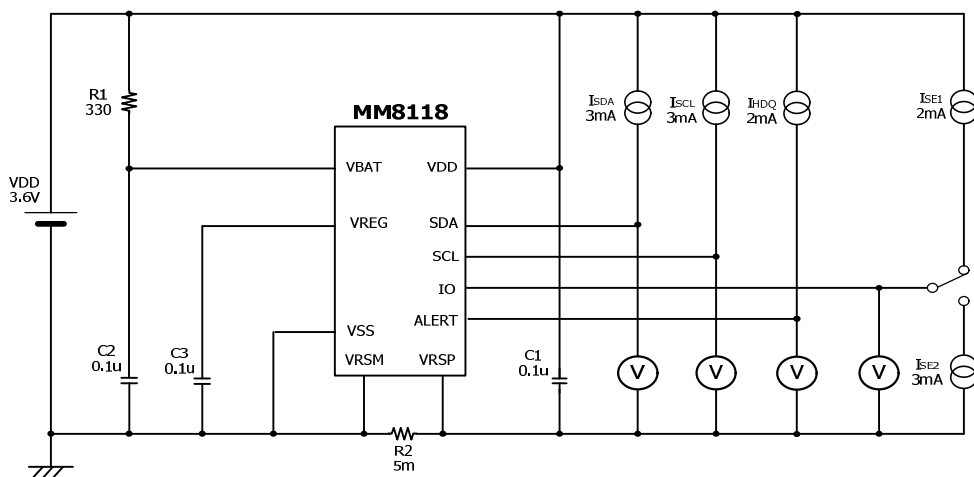 R1
330
MM8118
ISDA
3mA
ISCL
3mA
IHDQ
2mA
ISE1
2mA
VDD
3.6V
VBAT
VDD
VREG
SDA
SCL
IO
ALERT
VSS
VRSM
VRSP
C2
0.1u
C3
0.1u
C1
0.1u
V
V
V
V
ISE2
3mA
R2
5m